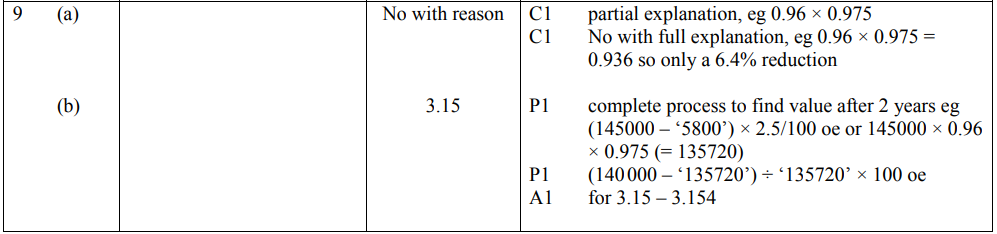 9 (a) No with reason C1 partial explanation, eg 0.96 × 0.975
C1 No with full explanation, eg 0.96 × 0.975 =
0.936 so only a 6.4% reduction
(b) 3.15 P1 complete process to find value after 2 years eg
(145000 – ‘5800’) × 2.5/100 oe or 145000 × 0.96
× 0.975 (= 135720)
P1 (140 000 – ‘135720’) ÷ ‘135720’ × 100 oe
A1 for 3.15 – 3.154